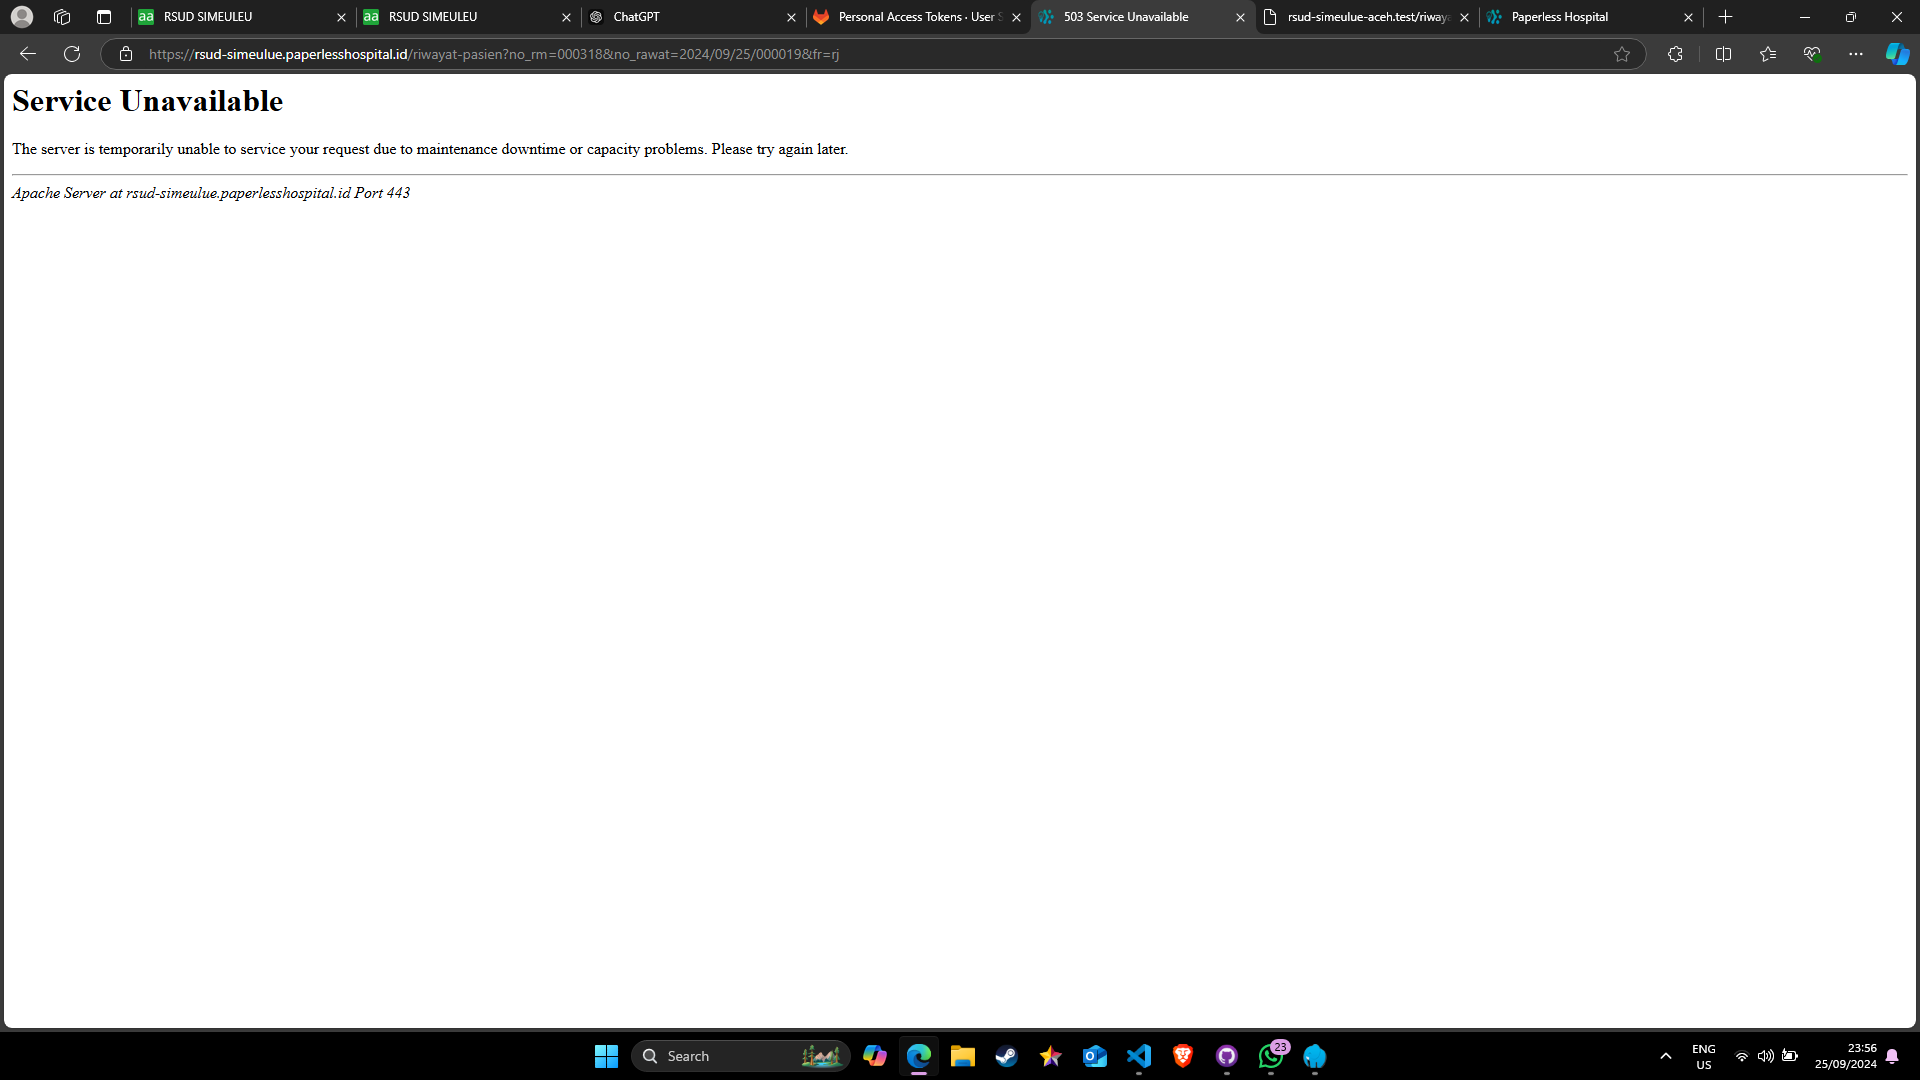 RSUD SIMEULEU
RSUD SIMEULEU
ChatGPT
Personal Access Tokens · User S
503 Service Unavailable
rsud-simeulue-aceh.test/riwaya
Paperless Hospital
https://rsud-simeulue.paperlesshospital.id/riwayat-pasien?no_rm=000318&no_rawat=2024/09/25/000019&fr=rj
Service Unavailable
The server is temporarily unable to service your request due to maintenance downtime or capacity problems. Please try again later.
Apache Server at rsud-simeulue.paperlesshospital.id Port 443
Search
23
ENG
US
23:56
25/09/2024